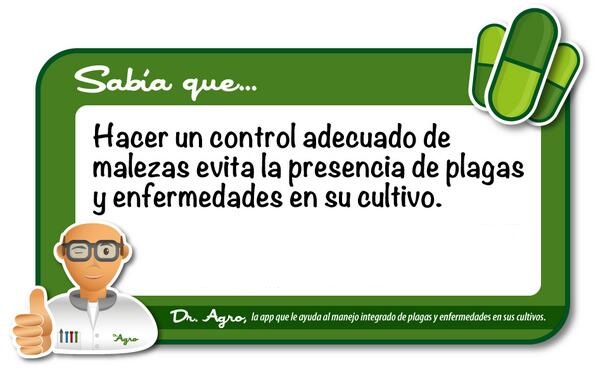 Sabía que...
Hacer un control adecuado de
malezas evita la presencia de plagas
y enfermedades en su cultivo.
Dr. Agro, la app que le ayuda al manejo integrado de plagas y enfermedades en sus cultivos.
Dr. Agro